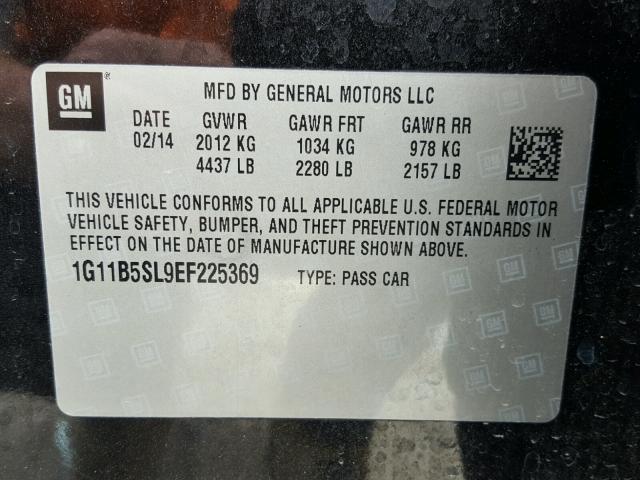 GM ®
MFD BY GENERAL MOTORS LLC
DATE GVWR GAWR FRT GAWR RR
02/14 2012 KG 1034 KG 978 KG
4437 LB 2280 LB 2157 LB
THIS VEHICLE CONFORMS TO ALL APPLICABLE U.S. FEDERAL MOTOR
VEHICLE SAFETY, BUMPER, AND THEFT PREVENTION STANDARDS IN
EFFECT ON THE DATE OF MANUFACTURE SHOWN ABOVE.
1G11B5SL9EF225369 TYPE: PASS CAR